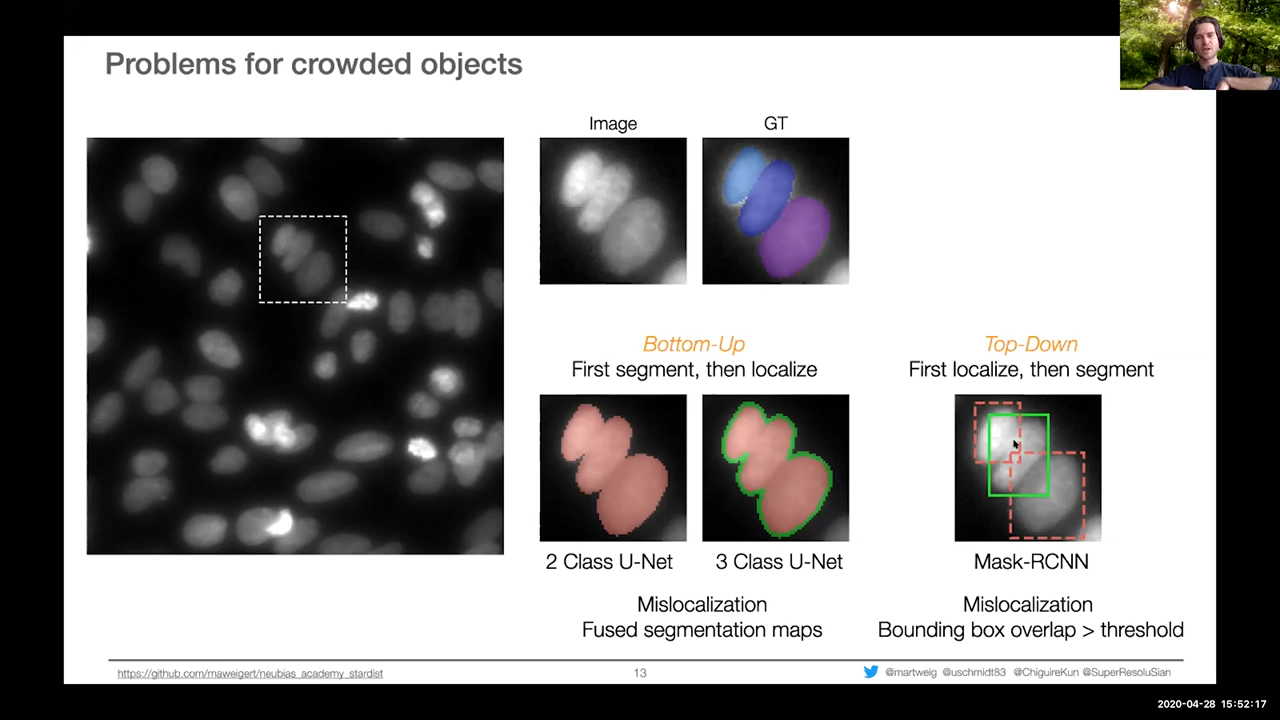 Problems for crowded objects
Image
GT
Bottom-Up
First segment, then localize
Top-Down
First localize, then segment
2 Class U-Net
3 Class U-Net
Mask-RCNN
Mislocalization
Fused segmentation maps
Mislocalization
Bounding box overlap > threshold
https://github.com/maweigert/neubias_academy_stardist
13
@martweig @uschmidt83 @ChiguireKun @SuperResoluSian
2020-04-28 15:52:17